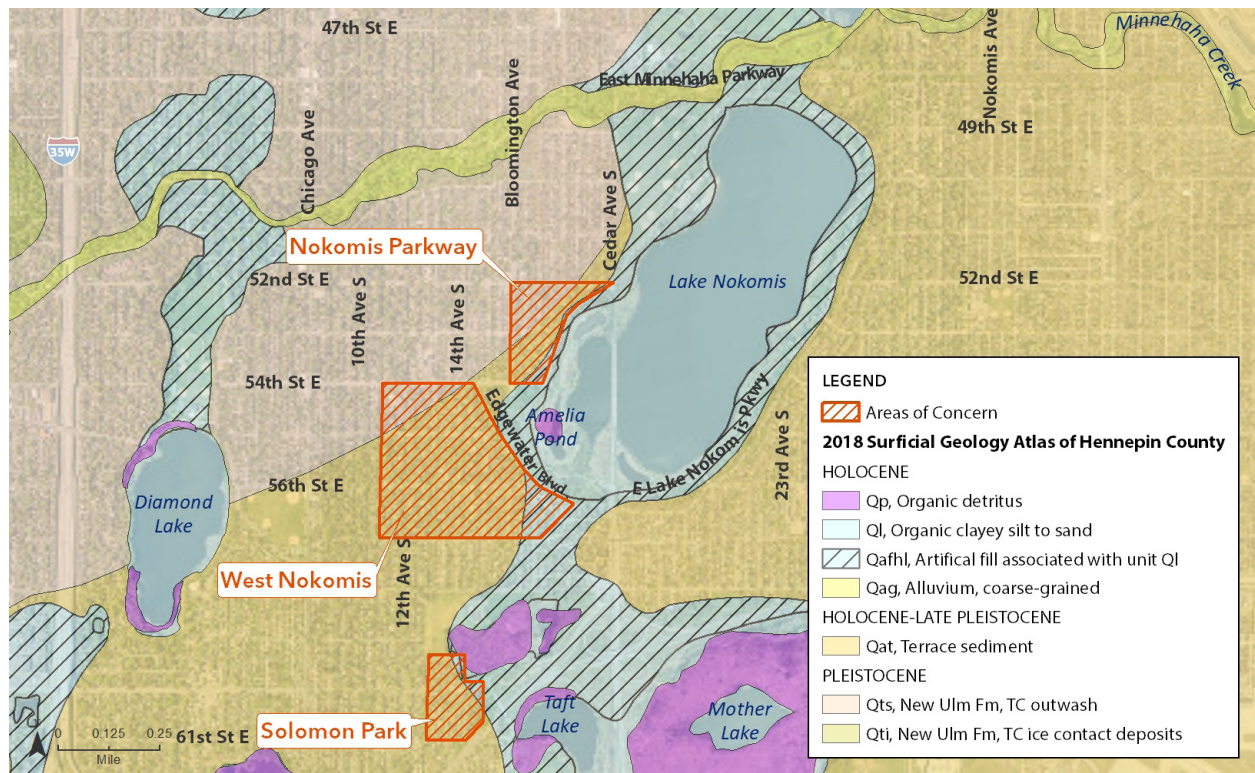 47th St E
Minnehaha Creek
Nokomis Ave
East Minnehaha Parkway
Bloomington Ave
Chicago Ave
35W
49th St E
Cedar Ave S
Nokomis Parkway
52nd St E
Lake Nokomis
52nd St E
10th Ave S
14th Ave S
54th St E
Edgewater Blvd
Amelia
Pond
E Lake Nokomis Pkwy
23rd Ave S
56th St E
Diamond
Lake
West Nokomis
12th Ave S
Solomon Park
Taft
Lake
Mother
Lake
61st St E
0 0.125 0.25
Mile
LEGEND
Areas of Concern
2018 Surficial Geology Atlas of Hennepin County
HOLOCENE
Qp, Organic detritus
Ql, Organic clayey silt to sand
Qafhl, Artifical fill associated with unit Ql
Qag, Alluvium, coarse-grained
HOLOCENE-LATE PLEISTOCENE
Qat, Terrace sediment
PLEISTOCENE
Qts, New Ulm Fm, TC outwash
Qti, New Ulm Fm, TC ice contact deposits